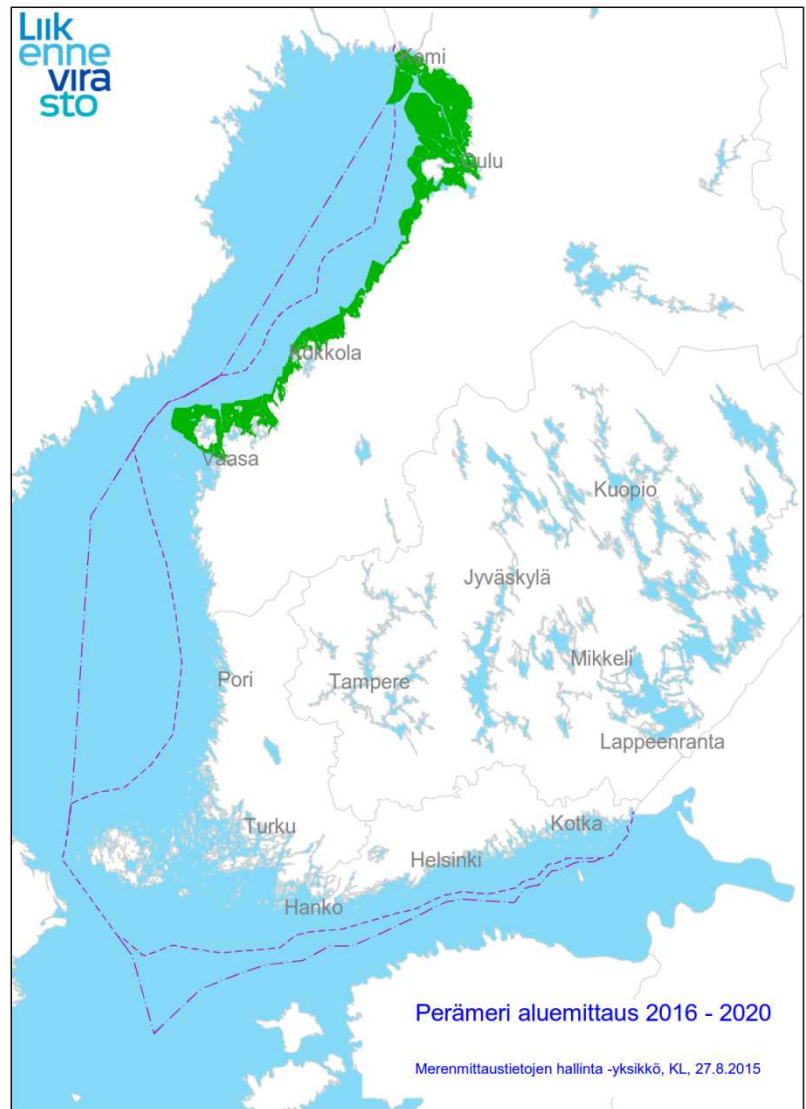 Liik
enne
vira
sto
Kemi
Oulu
Kokkola
Vaasa
Kuopio
Jyväskylä
Mikkeli
Pori
Tampere
Lappeenranta
Turku
Kotka
Helsinki
Hanko
Perämeri aluemittaus 2016 - 2020
Merenmittaustietojen hallinta -yksikkö, KL, 27.8.2015